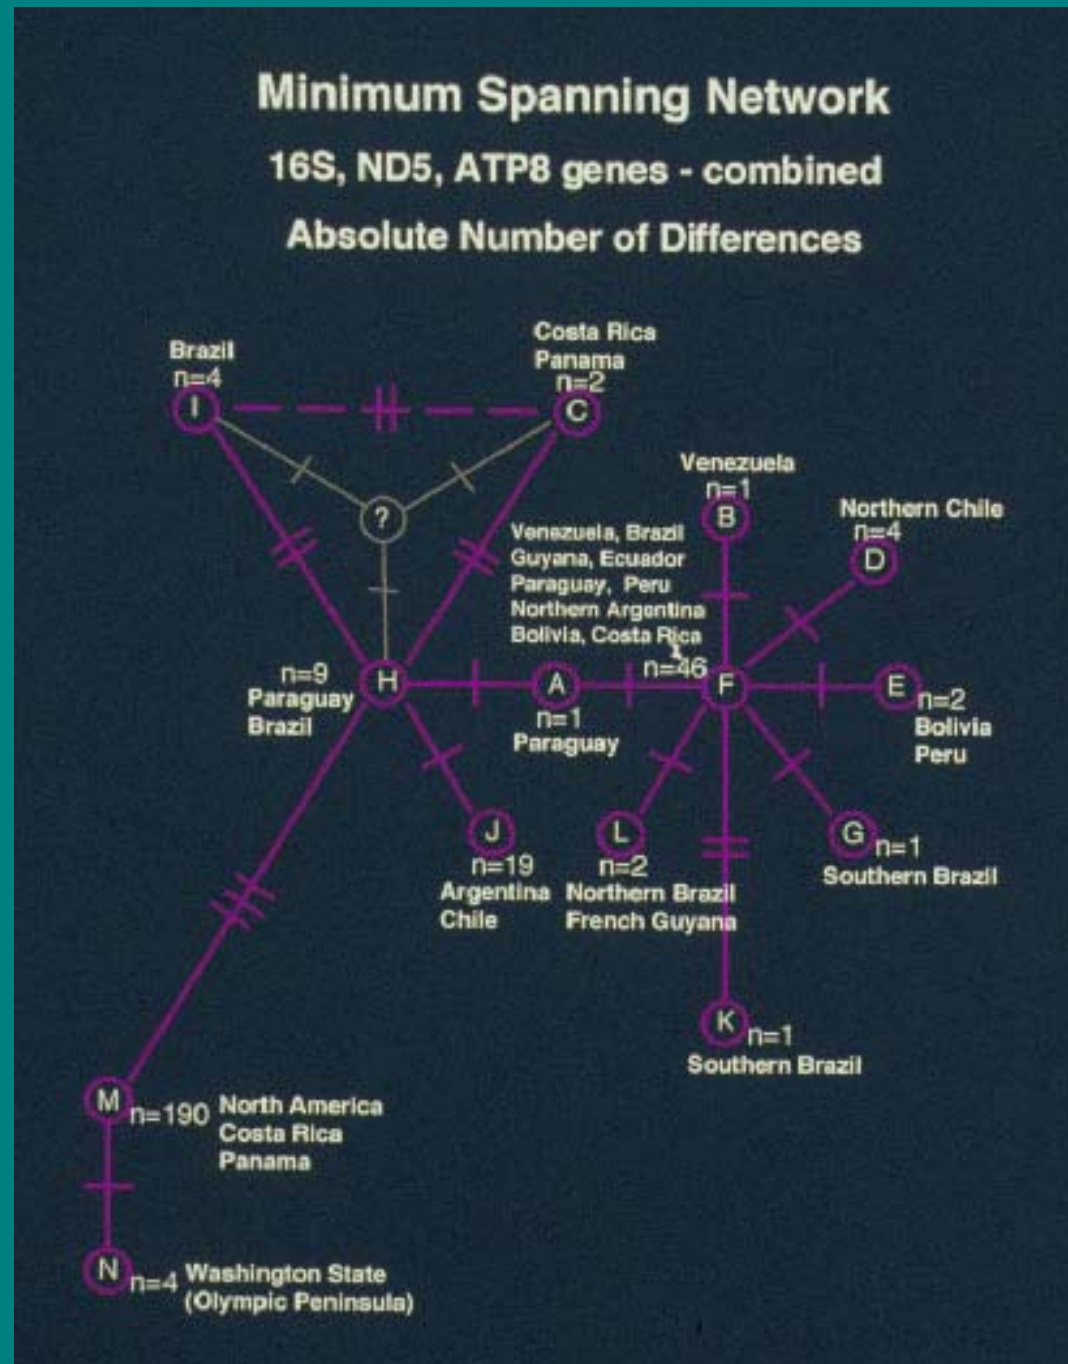 Minimum Spanning Network
16S, ND5, ATP8 genes - combined
Absolute Number of Differences
Brazil
n=4
I
Costa Rica
Panama
n=2
C
?
Venezuela
n=1
B
Northern Chile
n=4
D
Venezuela, Brazil
Guyana, Ecuador
Paraguay, Peru
Northern Argentina
Bolivia, Costa Rica
n=46
F
n=9
Paraguay
Brazil
H
A
n=1
Paraguay
E
n=2
Bolivia
Peru
J
n=19
Argentina
Chile
L
n=2
Northern Brazil
French Guyana
G
n=1
Southern Brazil
K
n=1
Southern Brazil
M
n=190
North America
Costa Rica
Panama
N
n=4
Washington State
(Olympic Peninsula)